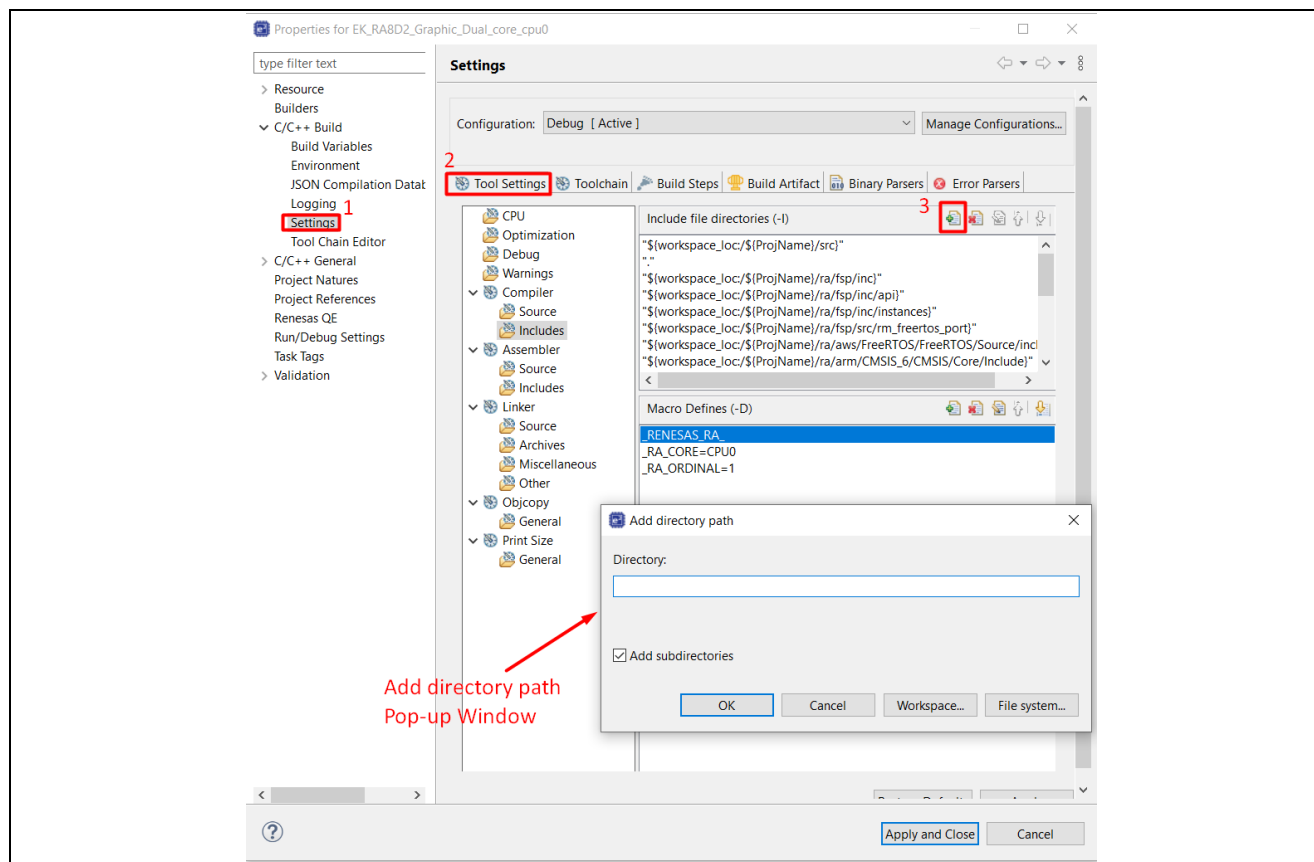 Properties for EK_RA8D2_Graphic_Dual_core_cpu0
type filter text
Resource
Builders
C/C++ Build
Build Variables
Environment
JSON Compilation Datab
Logging
1
Settings
Tool Chain Editor
C/C++ General
Project Natures
Project References
Renesas QE
Run/Debug Settings
Task Tags
Validation
Settings
Configuration: Debug [ Active ] Manage Configurations...
2
Tool Settings Toolchain Build Steps Build Artifact Binary Parsers Error Parsers
CPU
Optimization
Debug
Warnings
Compiler
Source
Includes
Assembler
Source
Includes
Linker
Source
Archives
Miscellaneous
Other
Objcopy
General
Print Size
General
Include file directories (-I) 3
"${workspace_loc:/${ProjName}/src}"
"."
"${workspace_loc:/${ProjName}/ra/fsp/inc}"
"${workspace_loc:/${ProjName}/ra/fsp/inc/api}"
"${workspace_loc:/${ProjName}/ra/fsp/inc/instances}"
"${workspace_loc:/${ProjName}/ra/fsp/src/rm_freertos_port}"
"${workspace_loc:/${ProjName}/ra/aws/FreeRTOS/FreeRTOS/Source/incl
"${workspace_loc:/${ProjName}/ra/arm/CMSIS_6/CMSIS/Core/Include}"
Macro Defines (-D)
_RENESAS_RA_
_RA_CORE=CPU0
_RA_ORDINAL=1
Add directory path
Directory:
Add subdirectories
OK Cancel Workspace... File system...
Add directory path
Pop-up Window
Apply and Close Cancel